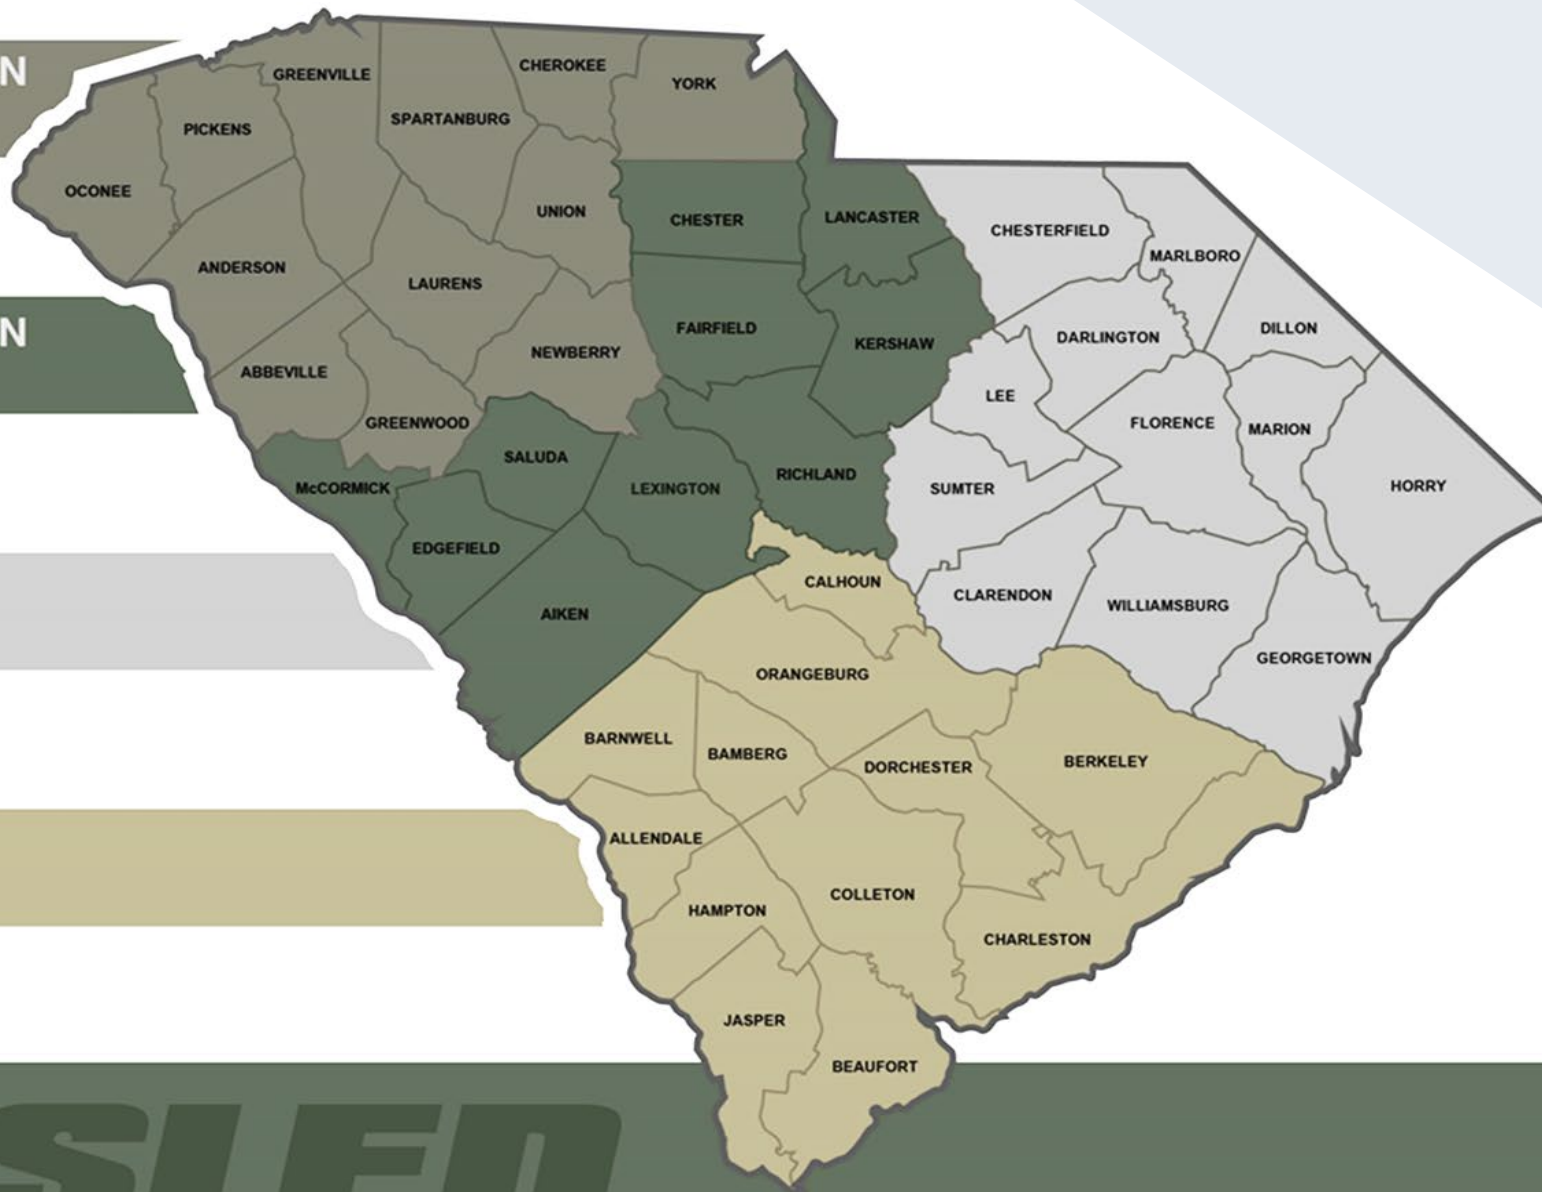 N
GREENVILLE
CHEROKEE
YORK
SPARTANBURG
PICKENS
OCONEE
UNION
CHESTER
LANCASTER
CHESTERFIELD
MARLBORO
ANDERSON
LAURENS
N
FAIRFIELD
KERSHAW
DARLINGTON
DILLON
NEWBERRY
ABBEVILLE
LEE
GREENWOOD
FLORENCE
MARION
SALUDA
RICHLAND
McCORMICK
LEXINGTON
SUMTER
HORRY
EDGEFIELD
CALHOUN
CLARENDON
WILLIAMSBURG
AIKEN
GEORGETOWN
ORANGEBURG
BARNWELL
BAMBERG
DORCHESTER
BERKELEY
ALLENDALE
COLLETON
HAMPTON
CHARLESTON
JASPER
BEAUFORT
SLED